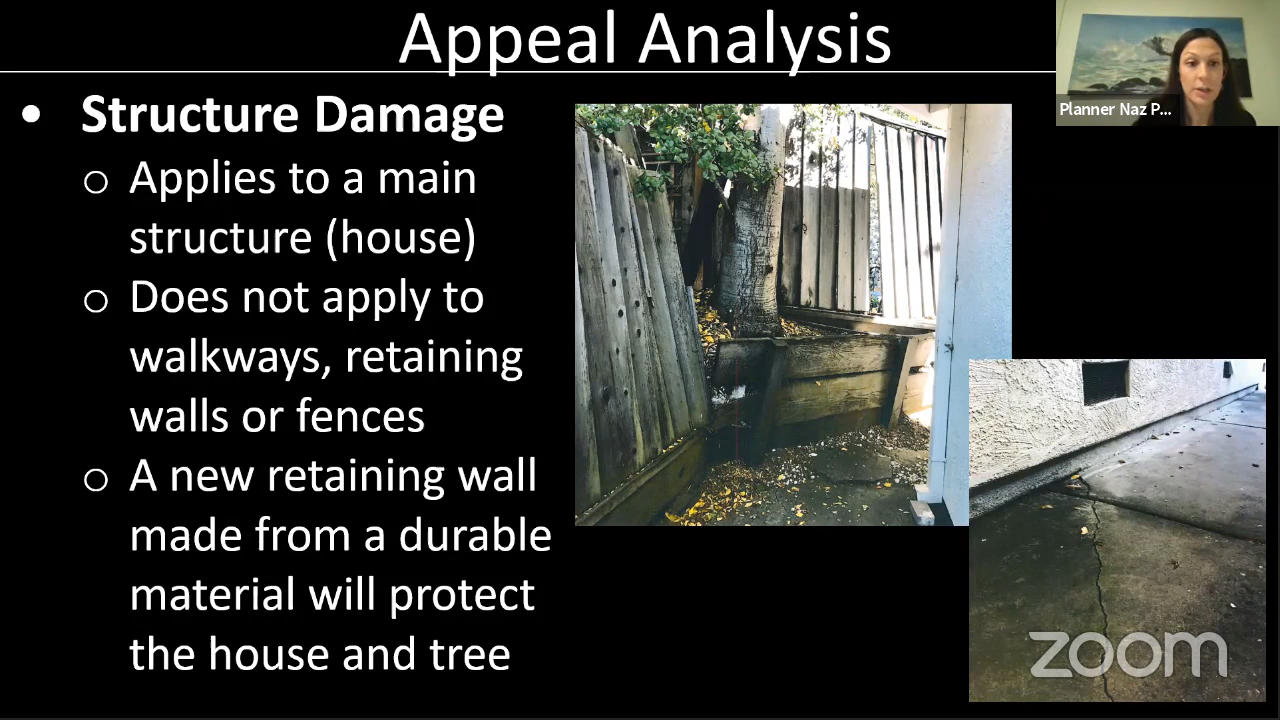 Appeal Analysis
• Structure Damage
o Applies to a main
structure (house)
o Does not apply to
walkways, retaining
walls or fences
o A new retaining wall
made from a durable
material will protect
the house and tree
Planner Naz P...
zoom